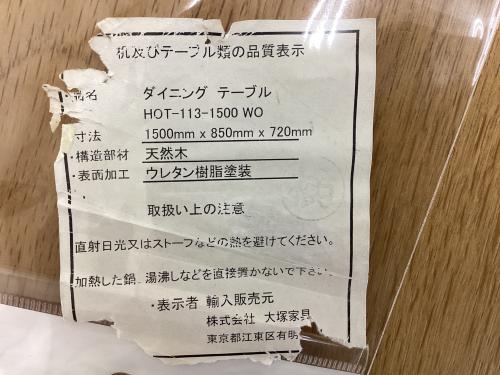 机及びテーブル類の品質表示
品名 ダイニング テーブル
HOT-113-1500 WO
寸法 1500mm x 850mm x 720mm
・構造部材 天然木
・表面加工 ウレタン樹脂塗装
取扱い上の注意
直射日光又はストーブなどの熱を避けてください。
加熱した鍋、湯沸しなどを直接置かないで下さい。
・表示者 輸入販売元
株式会社 大塚家具
東京都江東区有明